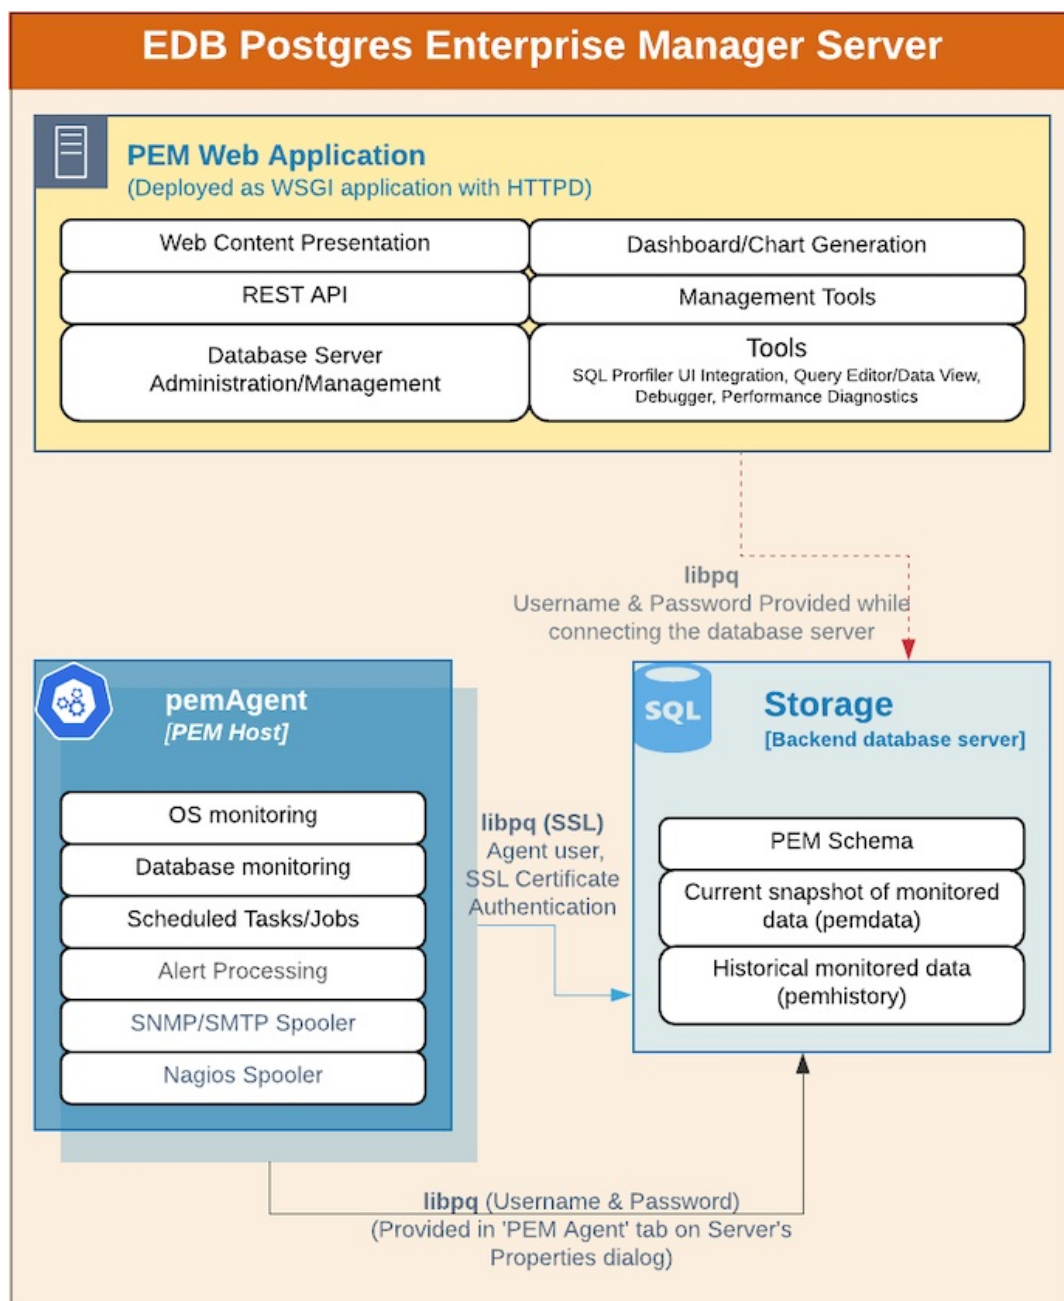 EDB Postgres Enterprise Manager Server
PEM Web Application
(Deployed as WSGI application with HTTPD)
Web Content Presentation
Dashboard/Chart Generation
REST API
Management Tools
Database Server
Administration/Management
Tools
SQL Prorfiler UI Integration, Query Editor/Data View,
Debugger, Performance Diagnostics
libpq
Username & Password Provided while
connecting the database server
pemAgent
[PEM Host]
OS monitoring
Database monitoring
Scheduled Tasks/Jobs
Alert Processing
SNMP/SMTP Spooler
Nagios Spooler
libpq (SSL)
Agent user,
SSL Certificate
Authentication
SQL
Storage
[Backend database server]
PEM Schema
Current snapshot of monitored
data (pemdata)
Historical monitored data
(pemhistory)
libpq (Username & Password)
(Provided in 'PEM Agent' tab on Server's
Properties dialog)